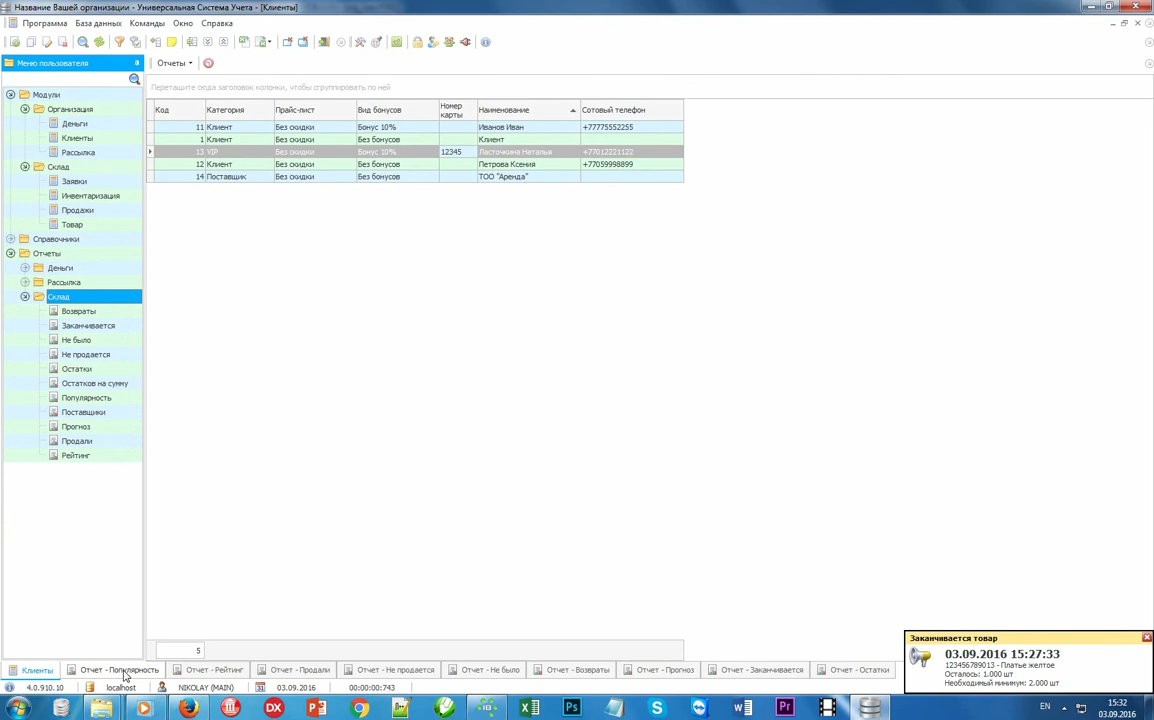 Название Вашей организации - Универсальная Система Учета - [Клиенты]
Программа База данных Команды Окно Справка
Меню пользователя
Отчеты
Перетащите сюда заголовок колонки, чтобы сгруппировать по ней
Модули
Организация
Деньги
Клиенты
Рассылка
Склад
Заявки
Инвентаризация
Продажи
Товар
Справочники
Отчеты
Деньги
Рассылка
Склад
Возвраты
Заканчивается
Не было
Не продается
Остатки
Остатков на сумму
Популярность
Поставщики
Прогноз
Продали
Рейтинг
Код Категория Прайс-лист Вид бонусов Номер карты Наименование Сотовый телефон
11 Клиент Без скидки Бонус 10% Иванов Иван +77775552255
1 Клиент Без скидки Без бонусов Клиент
13 VIP Без скидки Бонус 10% 12345 Ласточкина Наталья +77012221122
12 Клиент Без скидки Без бонусов Петрова Ксения +77059998899
14 Поставщик Без скидки Без бонусов ТОО "Аренда"
5
Заканчивается товар
03.09.2016 15:27:33
123456789013 - Платье желтое
Осталось: 1.000 шт
Необходимый минимум: 2.000 шт
Клиенты Отчет - Популярность Отчет - Рейтинг Отчет - Продали Отчет - Не продается Отчет - Не было Отчет - Возвраты Отчет - Прогноз Отчет - Заканчивается Отчет - Остатки
4.0.910.10 localhost NIKOLAY (MAIN) 03.09.2016 00:00:00:743
EN 15:32
03.09.2016